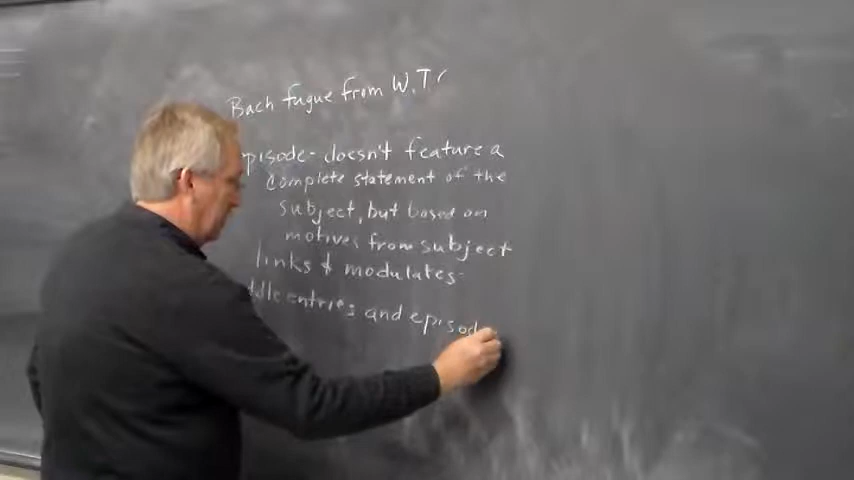 Bach fugue from W.T.C
pisode- doesn't feature a
complete statement of the
subject, but based on
motives from subject
links & modulates.
ddle entries and episod